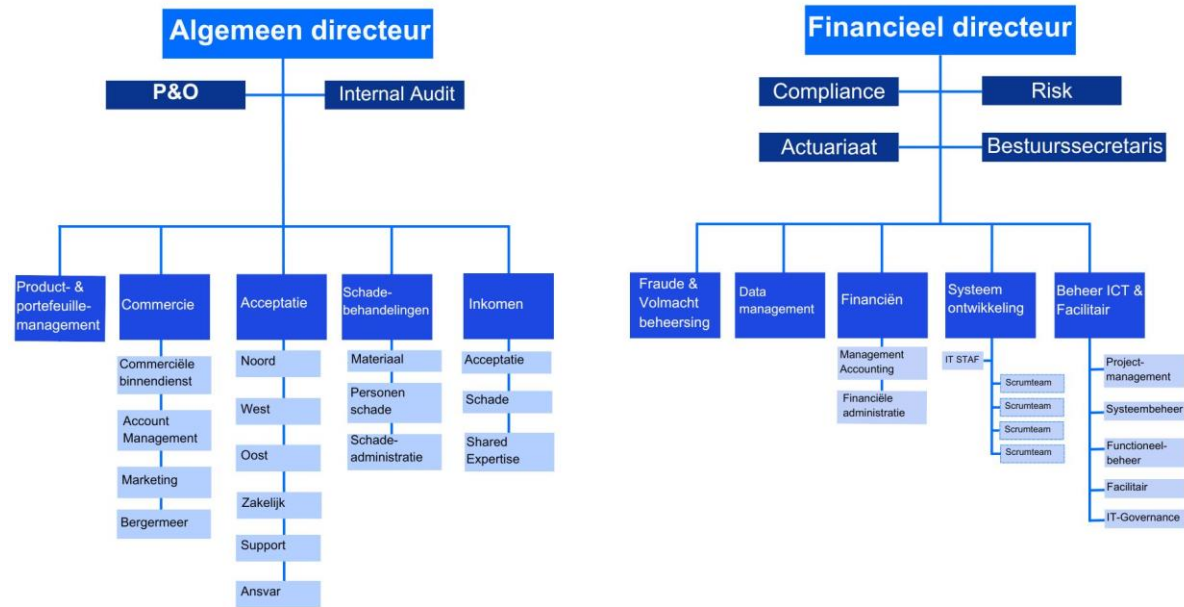 Algemeen directeur
P&O
Internal Audit
Product- &
portefeuille-
management
Commercie
Commerciële
binnendienst
Account
Management
Marketing
Bergermeer
Acceptatie
Noord
West
Oost
Zakelijk
Support
Ansvar
Schade-
behandelingen
Materiaal
Personen
schade
Schade-
administratie
Inkomen
Acceptatie
Schade
Shared
Expertise
Financieel directeur
Compliance
Risk
Actuariaat
Bestuurssecretaris
Fraude &
Volmacht
beheersing
Data
management
Financiën
Management
Accounting
Financiële
administratie
Systeem
ontwikkeling
IT STAF
Scrumteam
Scrumteam
Scrumteam
Scrumteam
Beheer ICT &
Facilitair
Project-
management
Systeembeheer
Functioneel-
beheer
Facilitair
IT-Governance